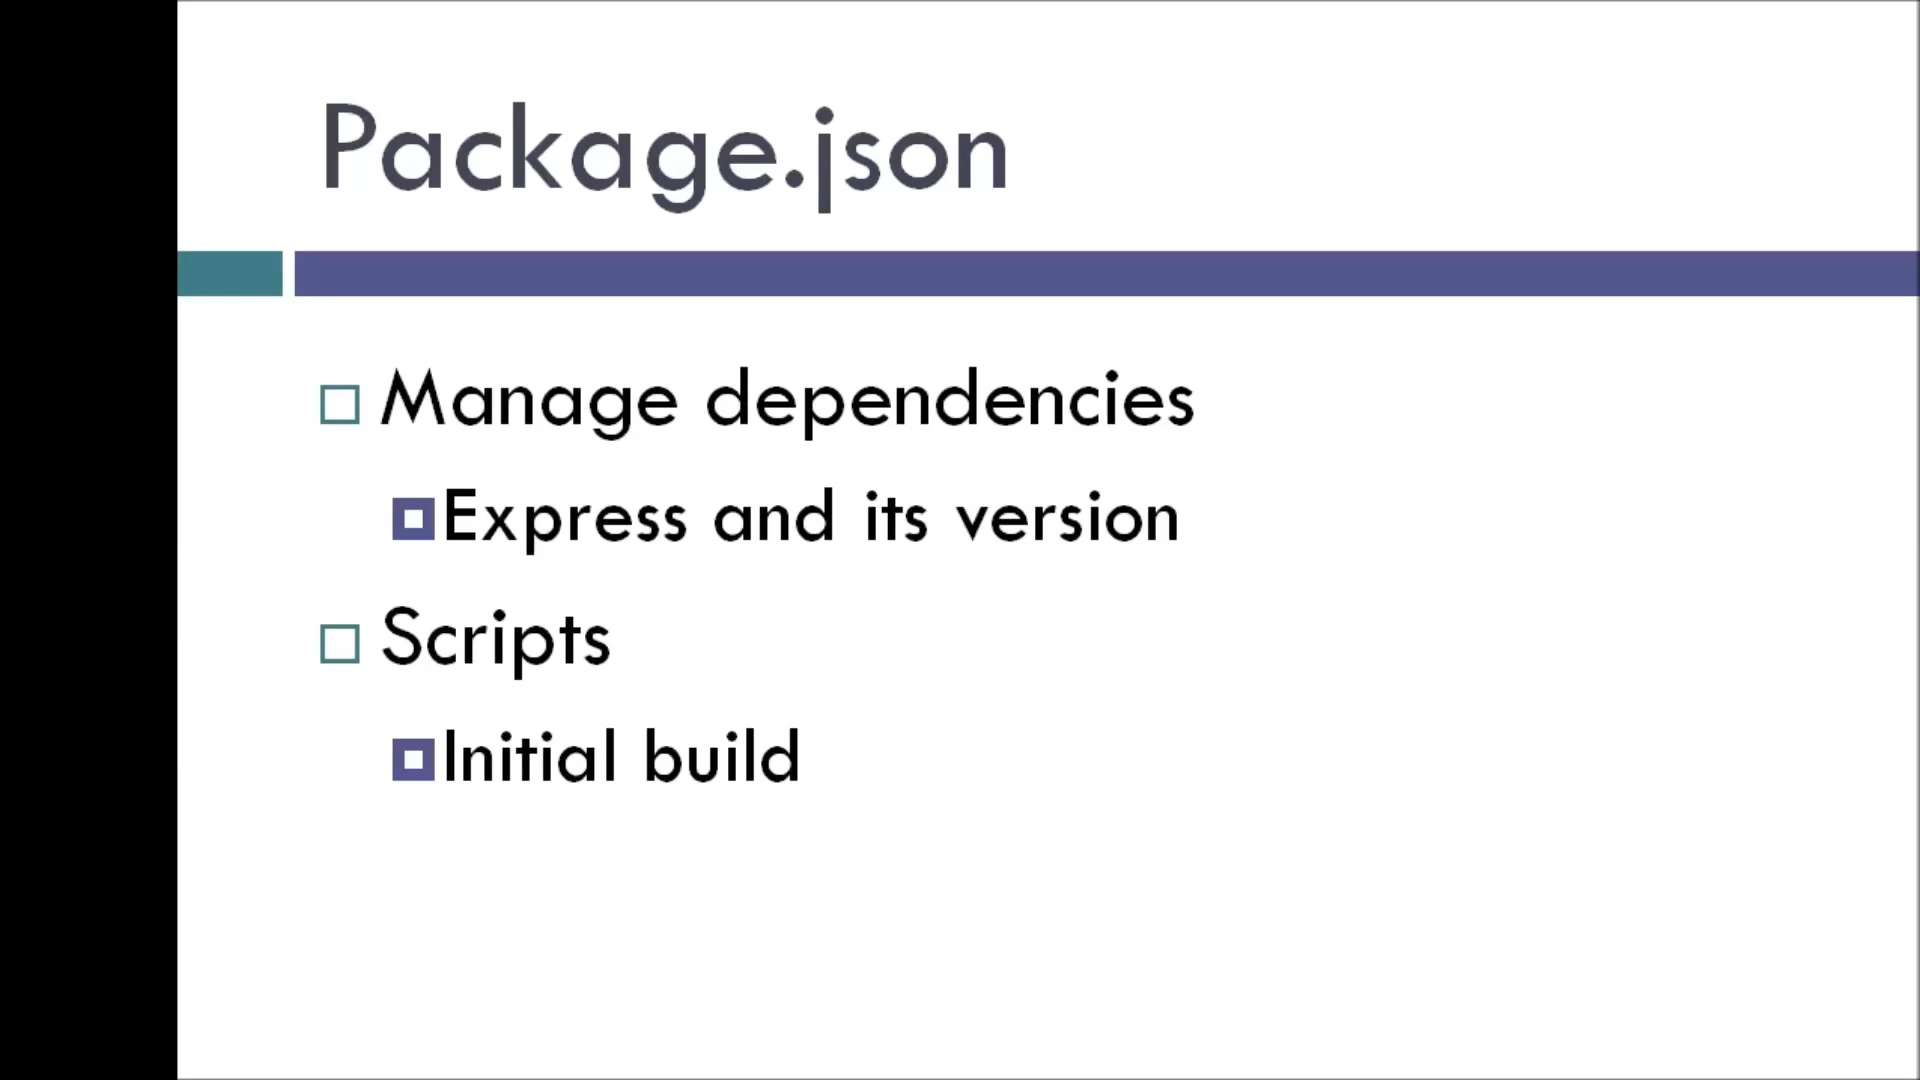 Package.json
Manage dependencies
Express and its version
Scripts
Initial build